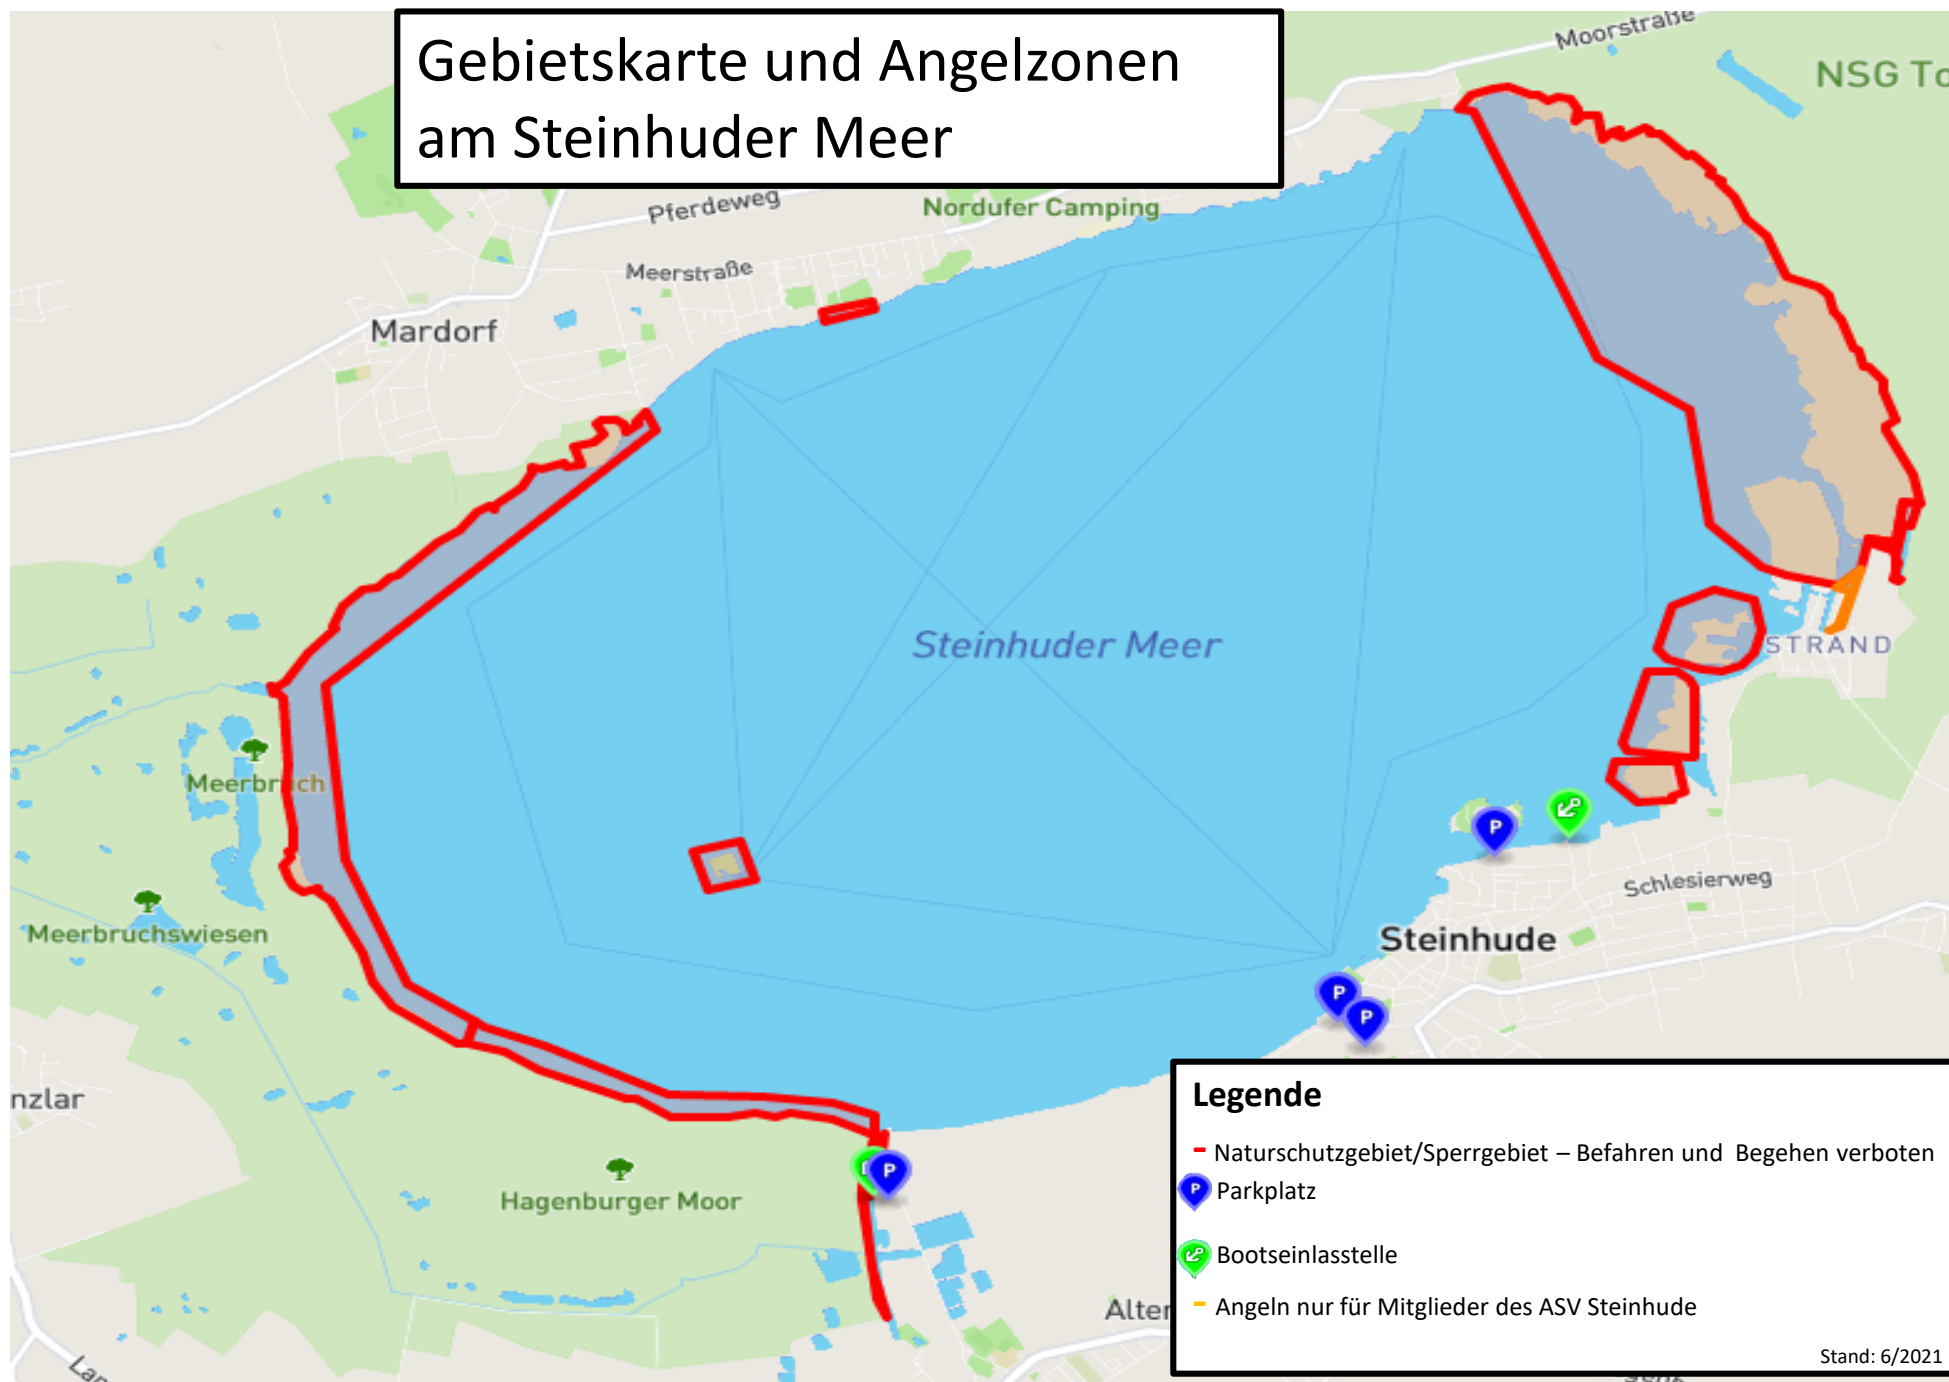 Gebietskarte und Angelzonen
am Steinhuder Meer
Moorstraße
NSG To
Pferdeweg
Nordufer Camping
Meerstraße
Mardorf
Steinhuder Meer
STRAND
Meerbruch
Meerbruchswiesen
Schlesierweg
Steinhude
nzlar
Hagenburger Moor
Alter
Legende
Naturschutzgebiet/Sperrgebiet – Befahren und Begehen verboten
P Parkplatz
Bootseinlasstelle
Angeln nur für Mitglieder des ASV Steinhude
Stand: 6/2021
P
P
P
P